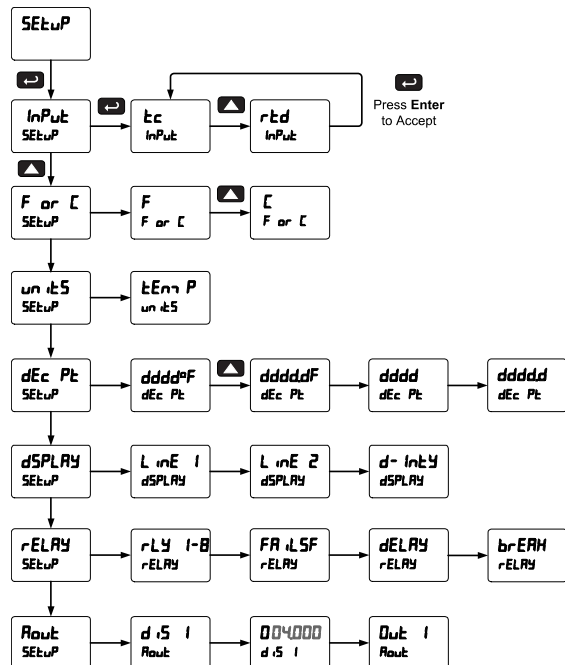 SEtuP
InPut
SEtuP
tc
InPut
rtd
InPut
Press Enter
to Accept
F or C
SEtuP
F
F or C
C
F or C
unitS
SEtuP
tEmP
unitS
dEc Pt
SEtuP
dddd°F
dEc Pt
dddd.dF
dEc Pt
dddd
dEc Pt
dddd.d
dEc Pt
dSPLAY
SEtuP
LinE 1
dSPLAY
LinE 2
dSPLAY
d-IntY
dSPLAY
rELAY
SEtuP
rLY 1-8
rELAY
FAiLSF
rELAY
dELAY
rELAY
brEAK
rELAY
Aout
SEtuP
diS 1
Aout
004.000
diS 1
Out 1
Aout